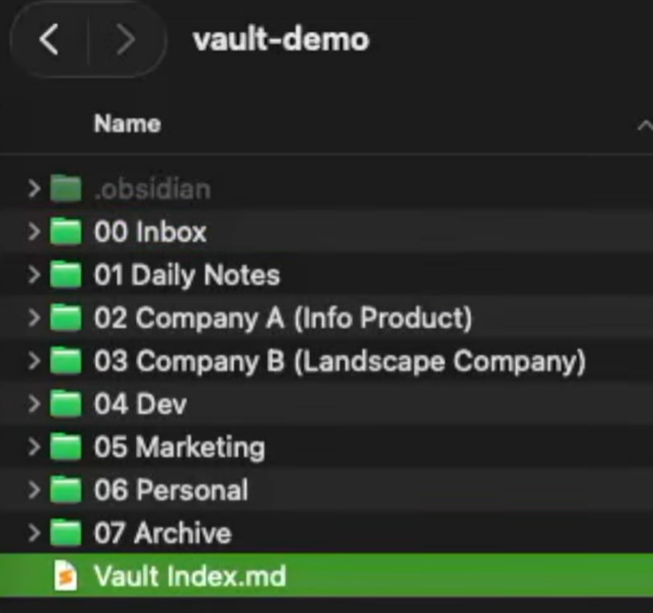 vault-demo
Name
.obsidian
00 Inbox
01 Daily Notes
02 Company A (Info Product)
03 Company B (Landscape Company)
04 Dev
05 Marketing
06 Personal
07 Archive
Vault Index.md